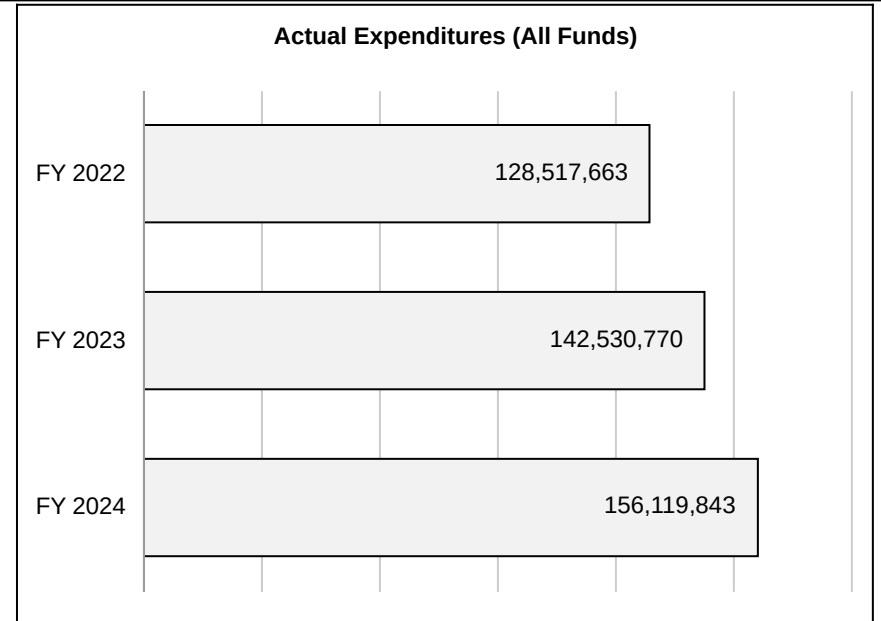 Actual Expenditures (All Funds)
FY 2022 128,517,663
FY 2023 142,530,770
FY 2024 156,119,843